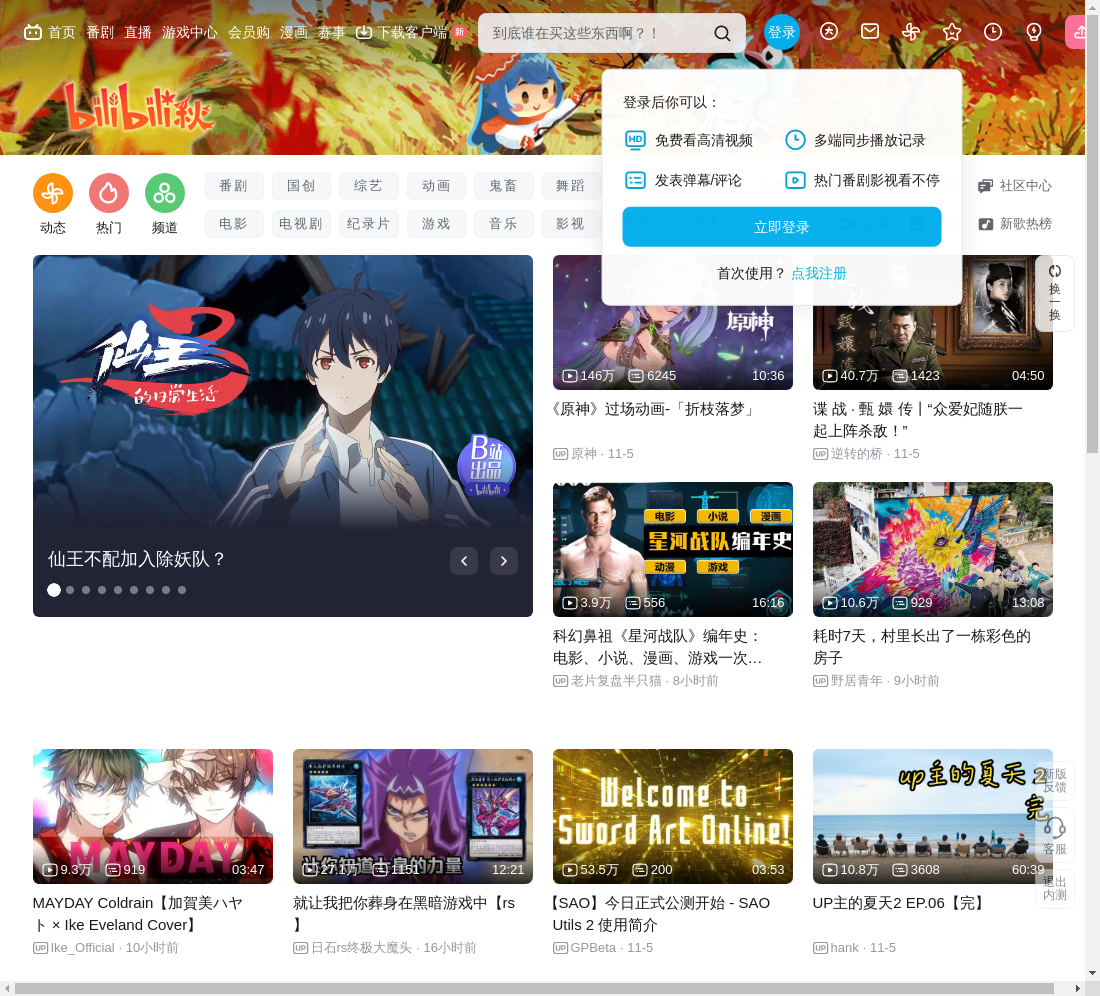 首页 番剧 直播 游戏中心 会员购 漫画 赛事 下载客户端 新
到底谁在买这些东西啊？！
登录
bilibili秋
登录后你可以：
免费看高清视频 多端同步播放记录
发表弹幕/评论 热门番剧影视看不停
立即登录
首次使用？ 点我注册
动态 热门 频道
番剧 国创 综艺 动画 鬼畜 舞蹈
电影 电视剧 纪录片 游戏 音乐 影视
社区中心
新歌热榜
换一换
仙王
的日常生活
B站
出品
bilibili
仙王不配加入除妖队？
原神
146万 6245 10:36
《原神》过场动画-「折枝落梦」
UP 原神 · 11-5
40.7万 1423 04:50
谍 战 · 甄 嬛 传丨“众爱妃随朕一
起上阵杀敌！”
UP 逆转的桥 · 11-5
电影 小说 漫画
星河战队编年史
动漫 游戏
3.9万 556 16:16
科幻鼻祖《星河战队》编年史：
电影、小说、漫画、游戏一次…
UP 老片复盘半只猫 · 8小时前
10.6万 929 13:08
耗时7天，村里长出了一栋彩色的
房子
UP 野居青年 · 9小时前
MAYDAY
9.3万 919 03:47
MAYDAY Coldrain【加賀美ハヤ
ト × Ike Eveland Cover】
UP Ike_Official · 10小时前
27.1万 1151 12:21
就让我把你葬身在黑暗游戏中【rs
】
UP 日石rs终极大魔头 · 16小时前
Welcome to
Sword Art Online!
53.5万 200 03:53
【SAO】今日正式公测开始 - SAO
Utils 2 使用简介
UP GPBeta · 11-5
up主的夏天 2
完
10.8万 3608 60:39
UP主的夏天2 EP.06【完】
UP hank · 11-5
新版
反馈
客服
退出
内测